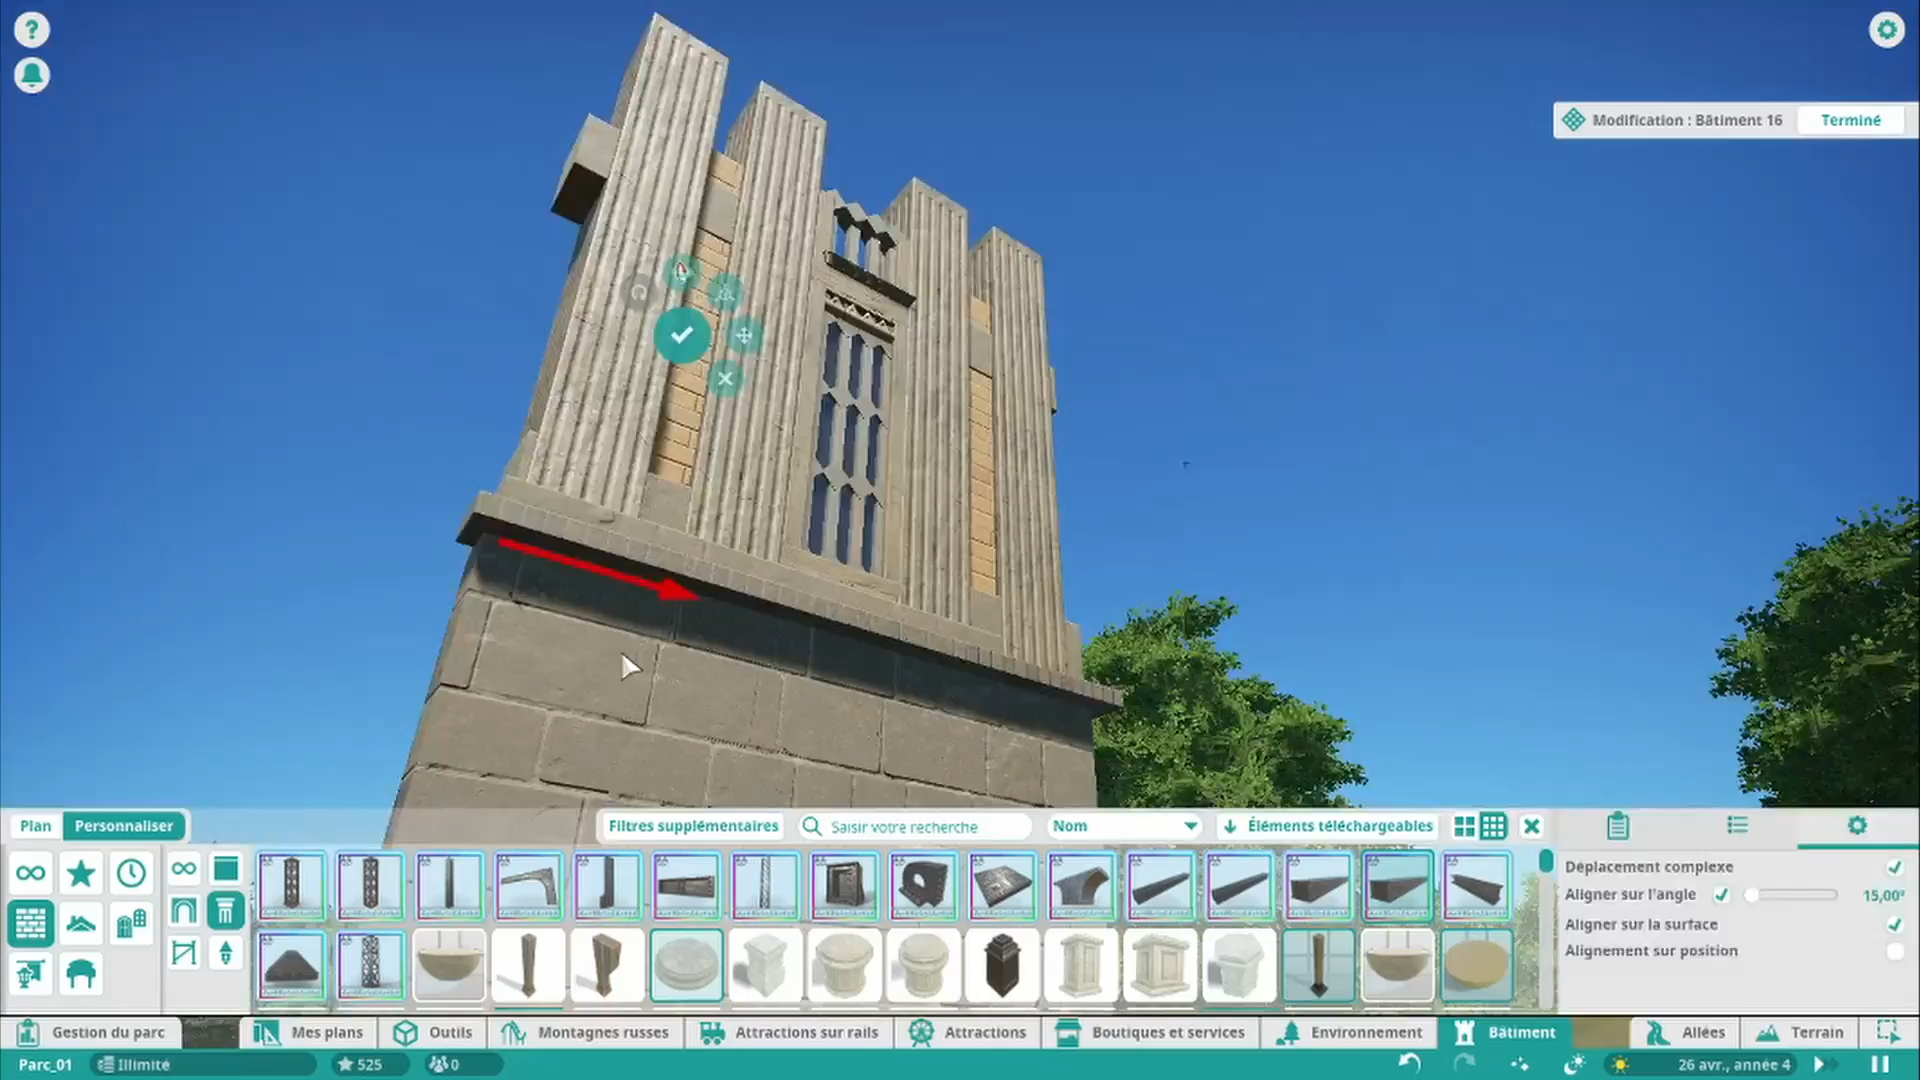 ?
Modification : Bâtiment 16
Terminé
Plan
Personnaliser
Filtres supplémentaires
Saisir votre recherche
Nom
Éléments téléchargeables
Déplacement complexe
Aligner sur l'angle
15,00°
Aligner sur la surface
Alignement sur position
Gestion du parc
Mes plans
Outils
Montagnes russes
Attractions sur rails
Attractions
Boutiques et services
Environnement
Bâtiment
Allées
Terrain
Parc_01
Illimité
525
0
26 avr., année 4